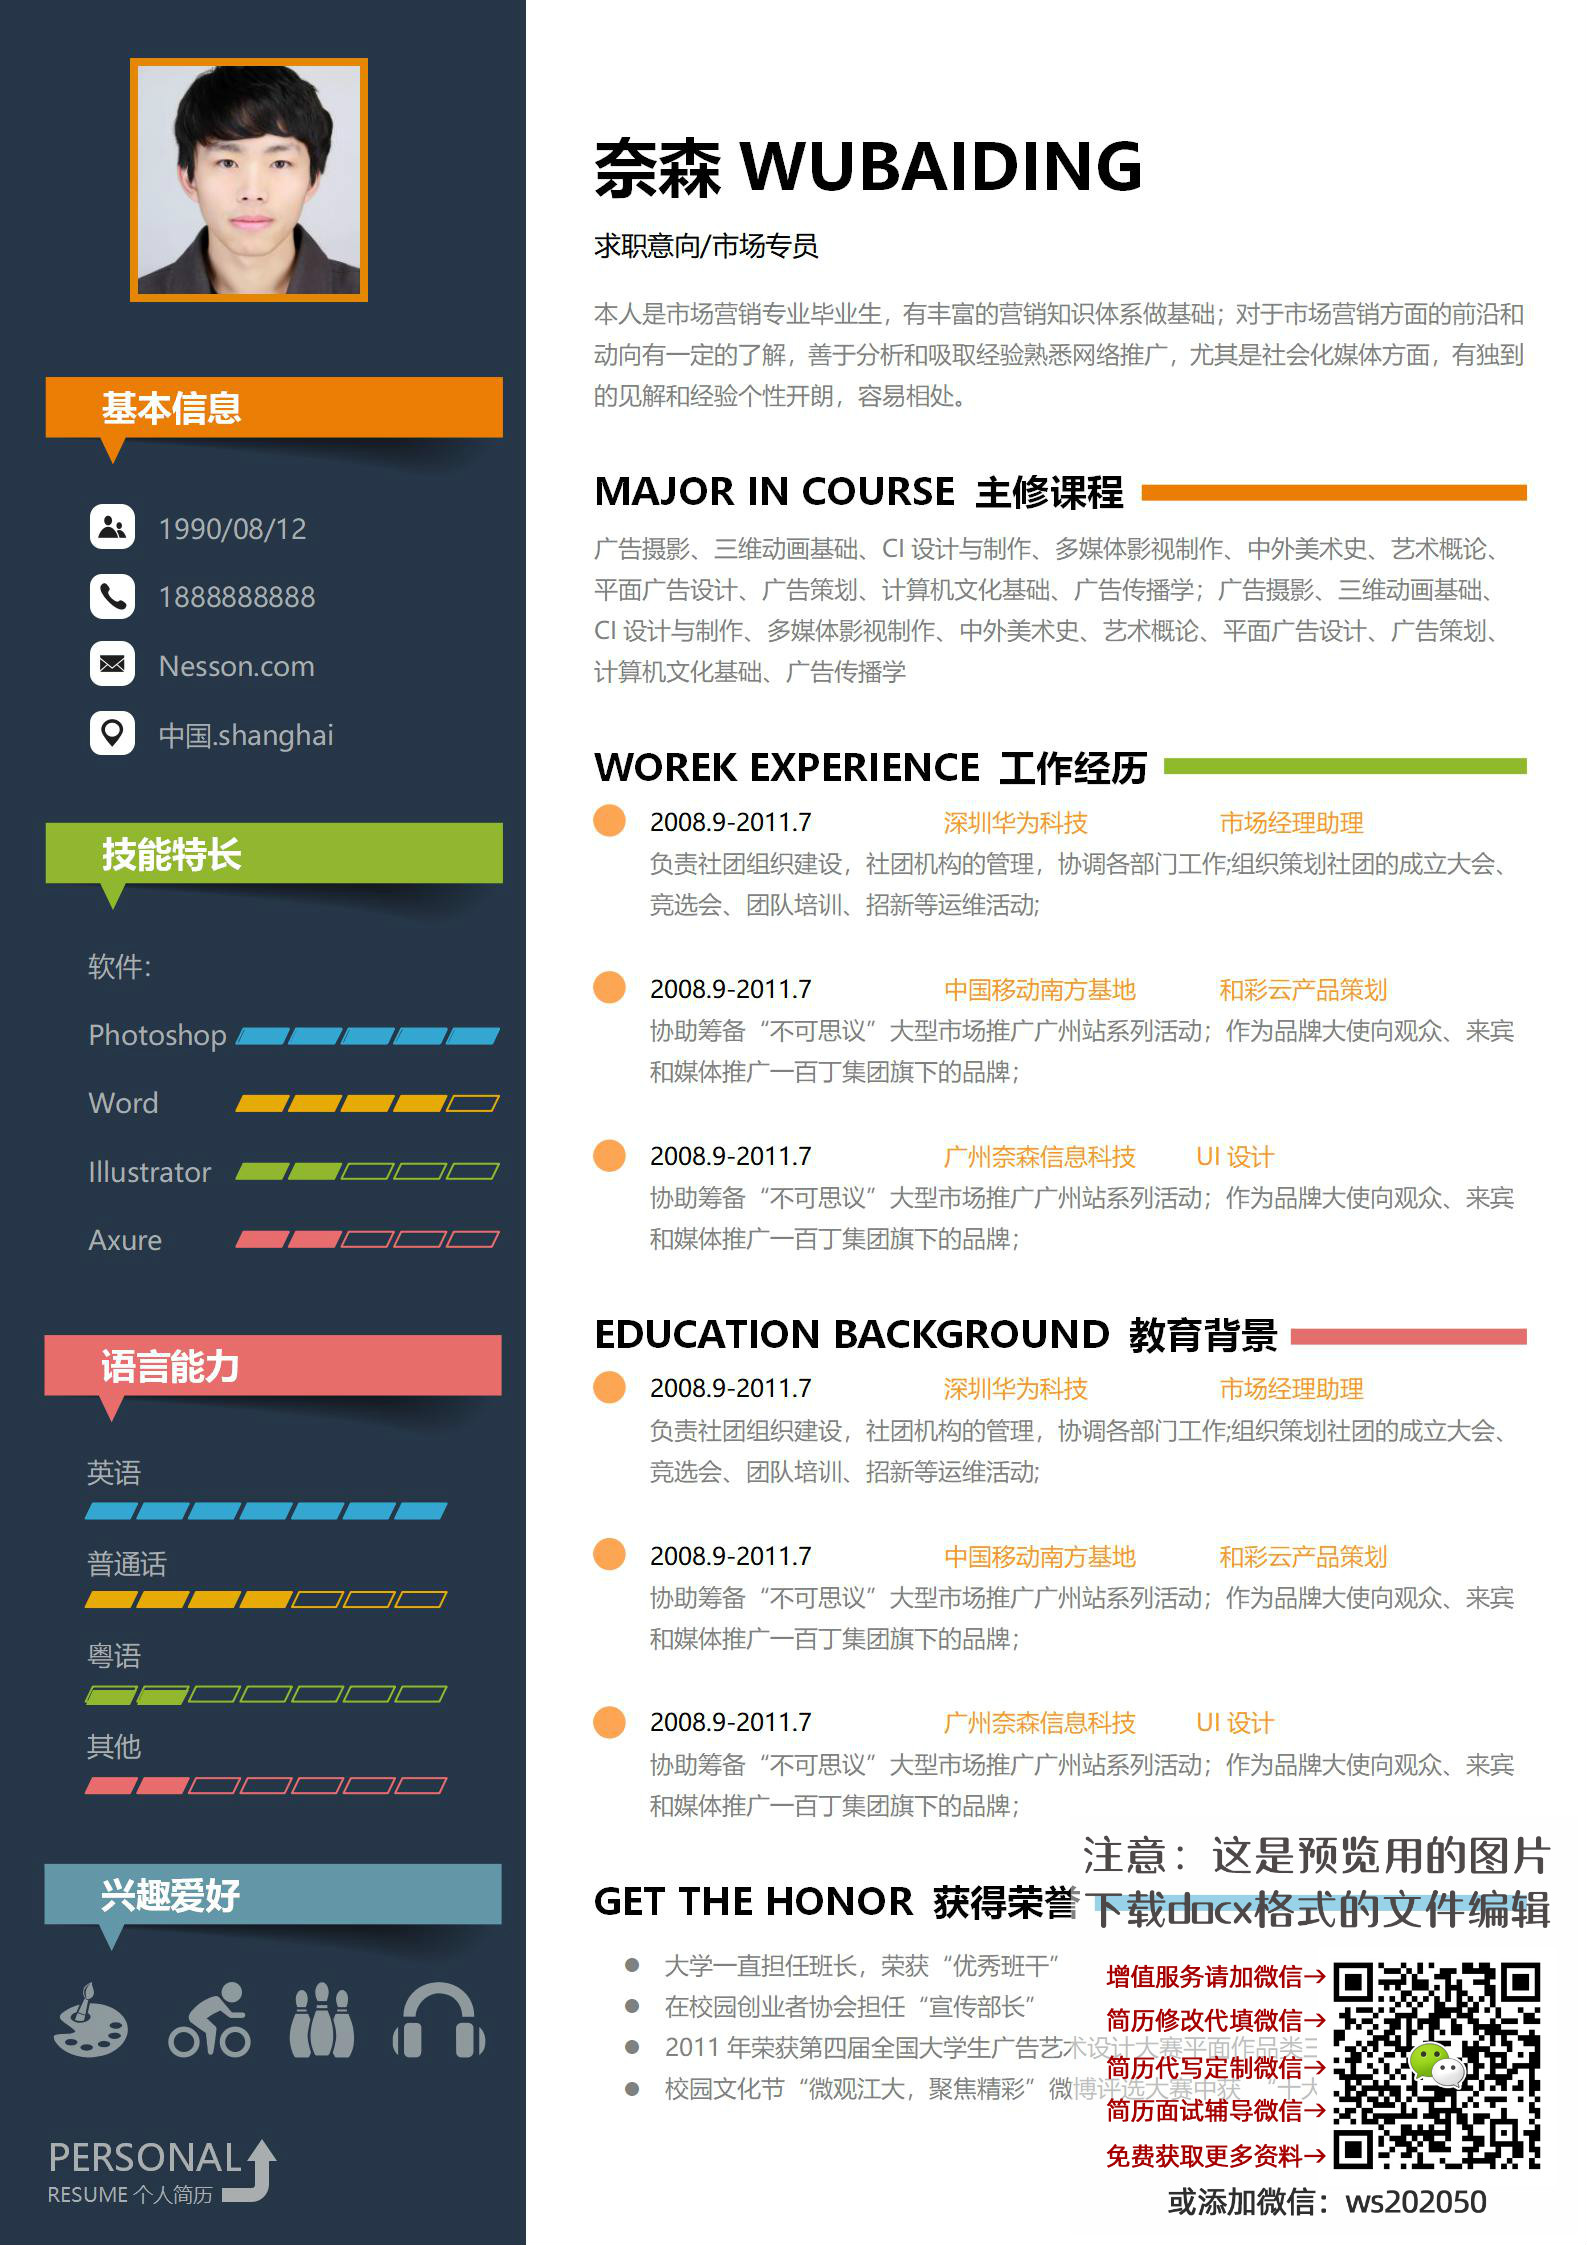 奈森 WUBAIDING
求职意向/市场专员
本人是市场营销专业毕业生，有丰富的营销知识体系做基础；对于市场营销方面的前沿和
动向有一定的了解，善于分析和吸取经验熟悉网络推广，尤其是社会化媒体方面，有独到
的见解和经验个性开朗，容易相处。
基本信息
1990/08/12
1888888888
Nesson.com
中国.shanghai
技能特长
软件：
Photoshop
Word
Illustrator
Axure
语言能力
英语
普通话
粤语
其他
兴趣爱好
PERSONAL
RESUME 个人简历
MAJOR IN COURSE 主修课程
广告摄影、三维动画基础、CI 设计与制作、多媒体影视制作、中外美术史、艺术概论、
平面广告设计、广告策划、计算机文化基础、广告传播学；广告摄影、三维动画基础、
CI 设计与制作、多媒体影视制作、中外美术史、艺术概论、平面广告设计、广告策划、
计算机文化基础、广告传播学
WOREK EXPERIENCE 工作经历
2008.9-2011.7 深圳华为科技 市场经理助理
负责社团组织建设，社团机构的管理，协调各部门工作;组织策划社团的成立大会、
竞选会、团队培训、招新等运维活动;
2008.9-2011.7 中国移动南方基地 和彩云产品策划
协助筹备“不可思议”大型市场推广广州站系列活动；作为品牌大使向观众、来宾
和媒体推广一百丁集团旗下的品牌；
2008.9-2011.7 广州奈森信息科技 UI 设计
协助筹备“不可思议”大型市场推广广州站系列活动；作为品牌大使向观众、来宾
和媒体推广一百丁集团旗下的品牌；
EDUCATION BACKGROUND 教育背景
2008.9-2011.7 深圳华为科技 市场经理助理
负责社团组织建设，社团机构的管理，协调各部门工作;组织策划社团的成立大会、
竞选会、团队培训、招新等运维活动;
2008.9-2011.7 中国移动南方基地 和彩云产品策划
协助筹备“不可思议”大型市场推广广州站系列活动；作为品牌大使向观众、来宾
和媒体推广一百丁集团旗下的品牌；
2008.9-2011.7 广州奈森信息科技 UI 设计
协助筹备“不可思议”大型市场推广广州站系列活动；作为品牌大使向观众、来宾
和媒体推广一百丁集团旗下的品牌；
GET THE HONOR 获得荣誉
大学一直担任班长，荣获“优秀班干”
在校园创业者协会担任“宣传部长”
2011 年荣获第四届全国大学生广告艺术设计大赛平面作品类三
校园文化节“微观江大，聚焦精彩”微博评选大赛中获 “十大
注意：这是预览用的图片
下载docx格式的文件编辑
增值服务请加微信→
简历修改代填微信→
简历代写定制微信→
简历面试辅导微信→
免费获取更多资料→
或添加微信：ws202050